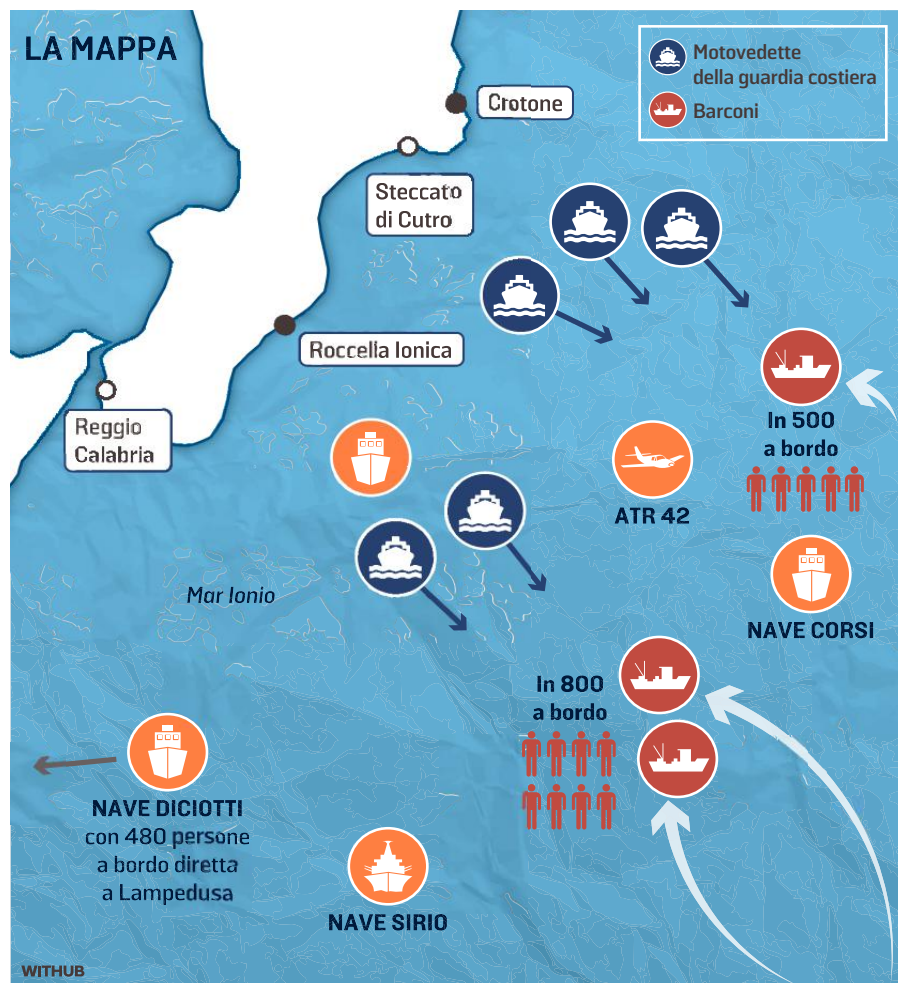 LA MAPPA
Motovedette
della guardia costiera
Barconi
Crotone
Steccato
di Cutro
Roccella Ionica
Reggio
Calabria
In 500
a bordo
ATR 42
Mar Ionio
NAVE CORSI
In 800
a bordo
NAVE DICIOTTI
con 480 persone
a bordo diretta
a Lampedusa
NAVE SIRIO
WITHUB